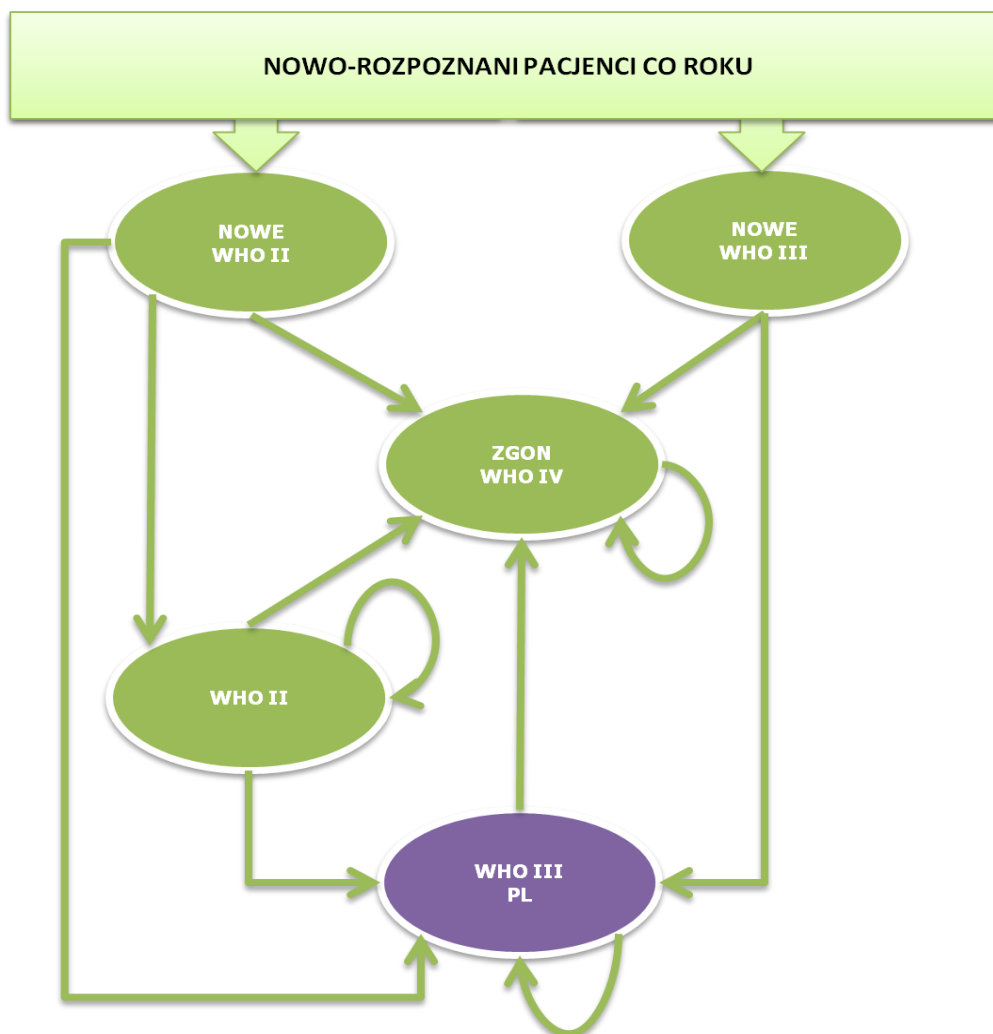 NOWO-ROZPOZNANI PACJENCI CO ROKU
NOWE
WHO II
NOWE
WHO III
ZGON
WHO IV
WHO II
WHO III
PL